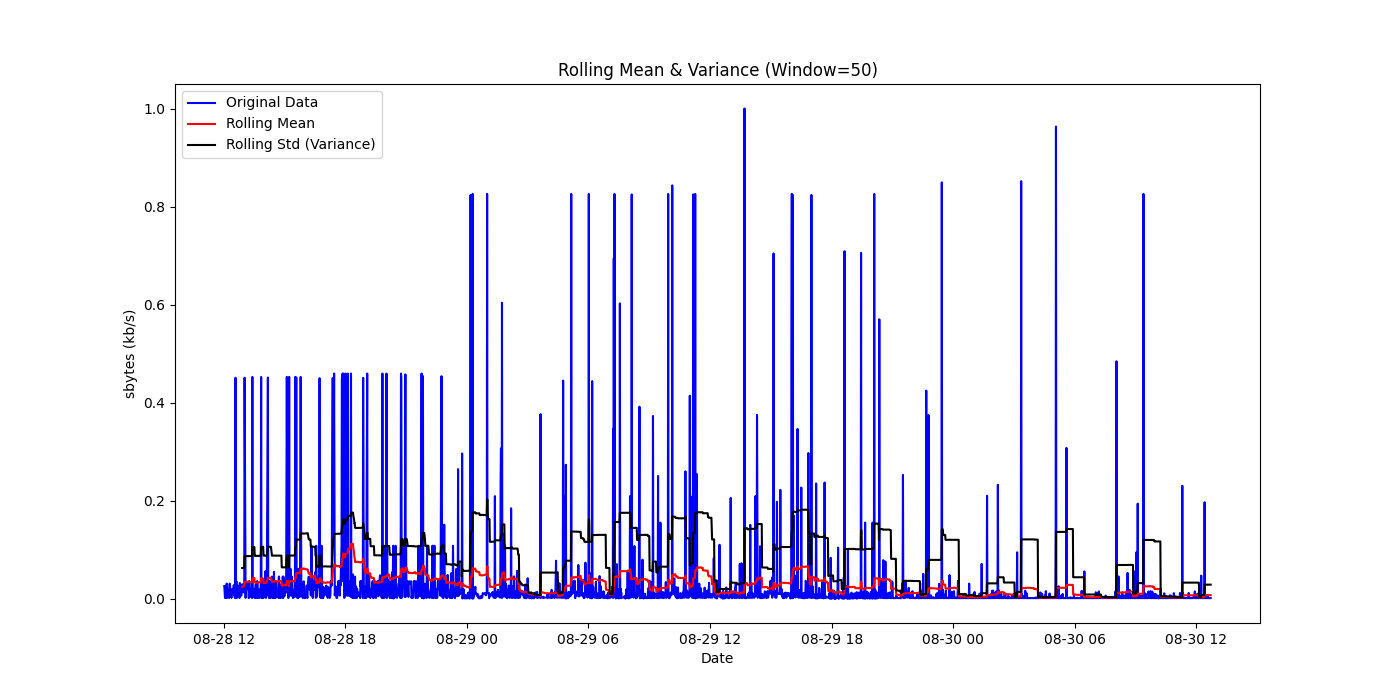 Rolling Mean & Variance (Window=50)
Original Data
Rolling Mean
Rolling Std (Variance)
1.0
0.8
0.6
0.4
0.2
0.0
sbytes (kb/s)
08-28 12
08-28 18
08-29 00
08-29 06
08-29 12
08-29 18
08-30 00
08-30 06
08-30 12
Date